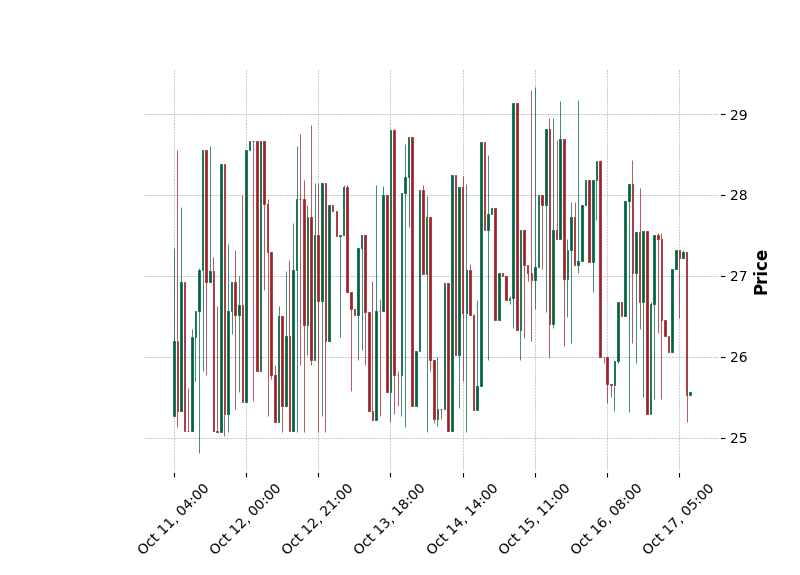 29
28
27
26
25
Price
Oct 11, 04:00
Oct 12, 00:00
Oct 12, 21:00
Oct 13, 18:00
Oct 14, 14:00
Oct 15, 11:00
Oct 16, 08:00
Oct 17, 05:00